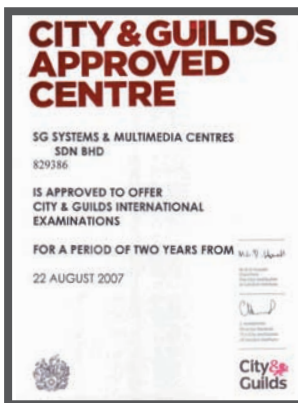 CITY & GUILDS
APPROVED
CENTRE
SG SYSTEMS & MULTIMEDIA CENTRES
SDN BHD
829386
IS APPROVED TO OFFER
CITY & GUILDS INTERNATIONAL
EXAMINATIONS
FOR A PERIOD OF TWO YEARS FROM
22 AUGUST 2007
City&
Guilds